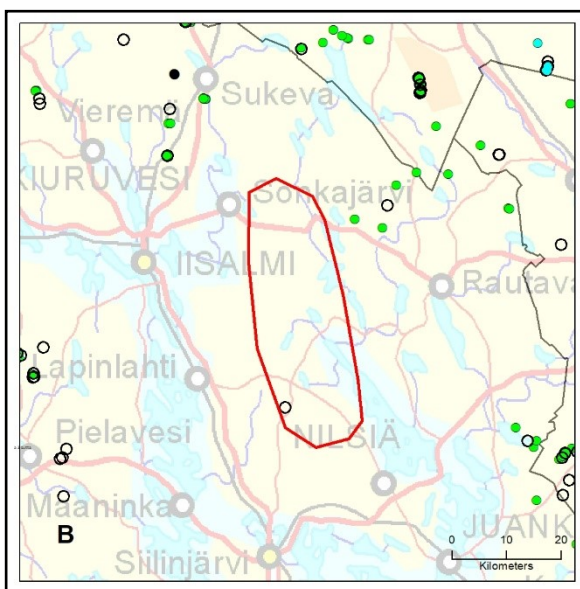 Sukeva
Vieremä
KIURUVESI
Sonkajärvi
IISALMI
Rautava
Lapinlahti
Pielavesi
NILSIÄ
Maaninka
B
JUANK
Siilinjärvi
0 10 20
Kilometers